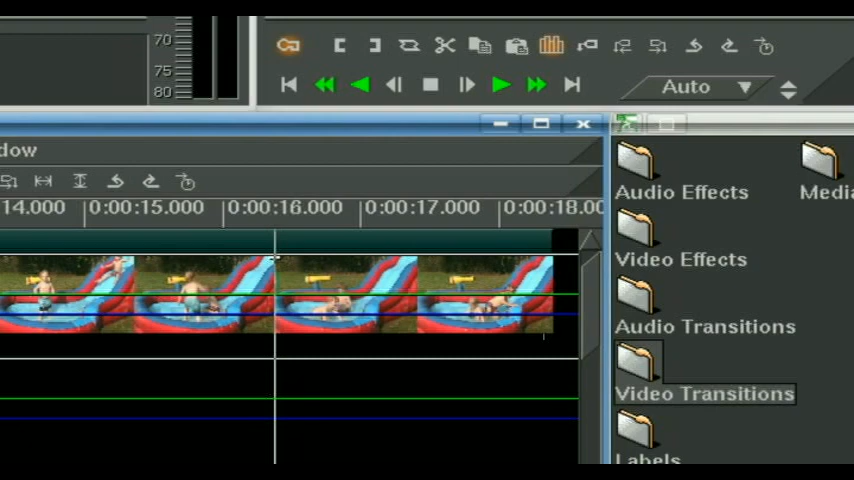 70
75
80
Auto
dow
14.000 0:00:15.000 0:00:16.000 0:00:17.000 0:00:18.00
Audio Effects
Media
Video Effects
Audio Transitions
Video Transitions
Labels